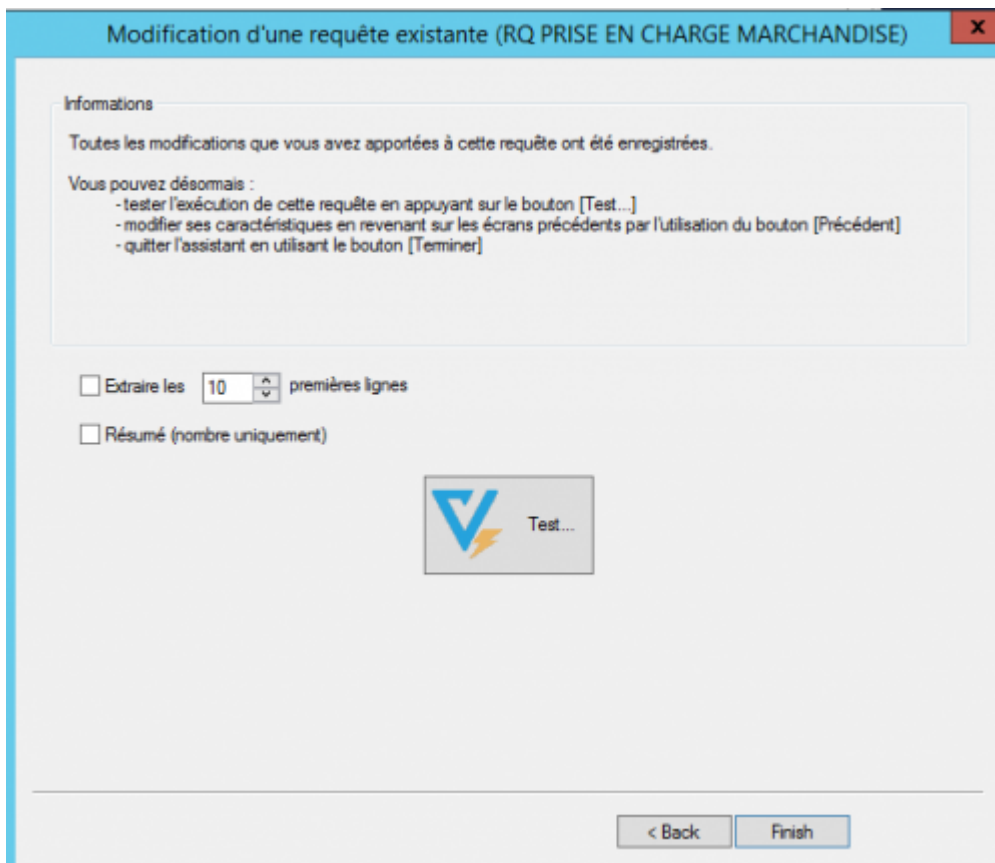 Modification d'une requête existante (RQ PRISE EN CHARGE MARCHANDISE)
x
Informations
Toutes les modifications que vous avez apportées à cette requête ont été enregistrées.
Vous pouvez désormais :
- tester l'exécution de cette requête en appuyant sur le bouton [Test...]
- modifier ses caractéristiques en revenant sur les écrans précédents par l'utilisation du bouton [Précédent]
- quitter l'assistant en utilisant le bouton [Terminer]
Extraire les 10 premières lignes
Résumé (nombre uniquement)
Test...
< Back Finish